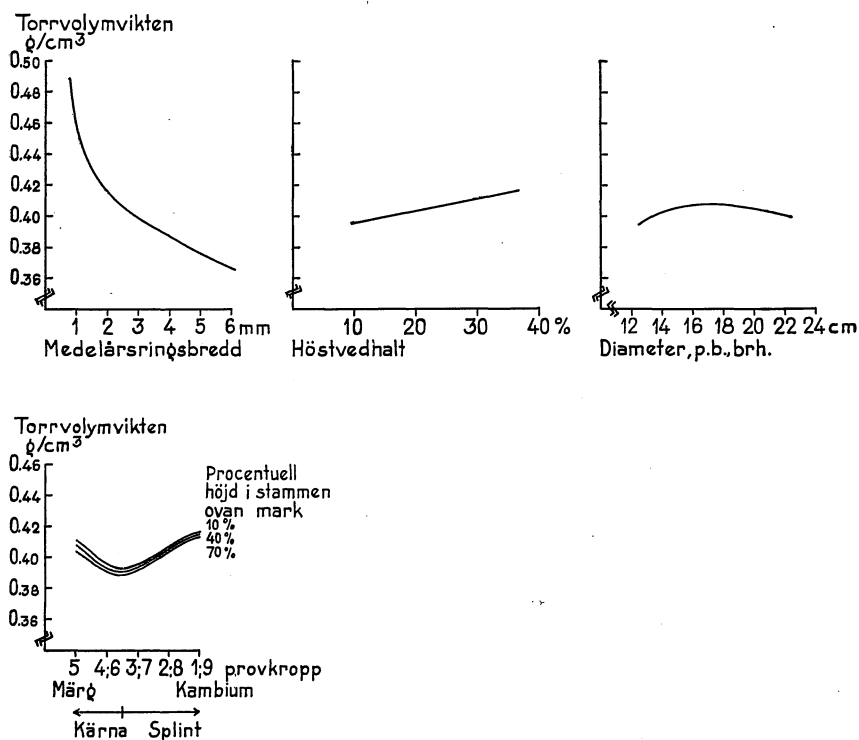 Torrvolymvikten
g/cm³
0.50
0.48
0.46
0.44
0.42
0.40
0.38
0.36
1 2 3 4 5 6 mm
Medelårsringsbredd
10 20 30 40 %
Höstvedhalt
12 14 16 18 20 22 24 cm
Diameter, p.b., brh.
Torrvolymvikten
g/cm³
0.46
0.44
0.42
0.40
0.38
0.36
Procentuell
höjd i stammen
ovan mark
10 %
40 %
70 %
5 4;6 3;7 2;8 1;9 provkropp
Märg Kambium
Kärna Splint